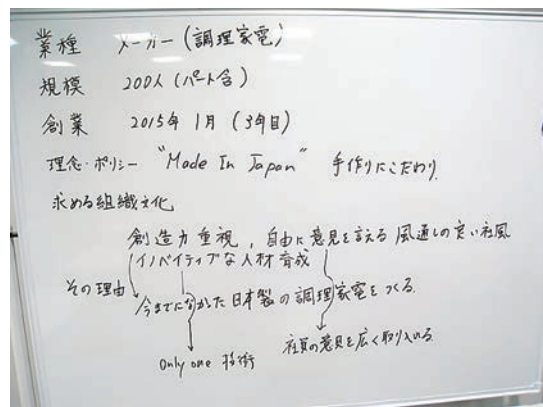 業種 メーカー(調理家電)
規模 200人(パート含)
創業 2015年1月(3年目)
理念・ポリシー "Made In Japan" 手作りにこだわり
求める組織文化
創造力重視, 自由に意見を言える 風通しの良い社風
イノベイティブな人材育成
その理由
今までになかった日本製の調理家電をつくる.
Only one 技術
社員の意見を広く取り入れる